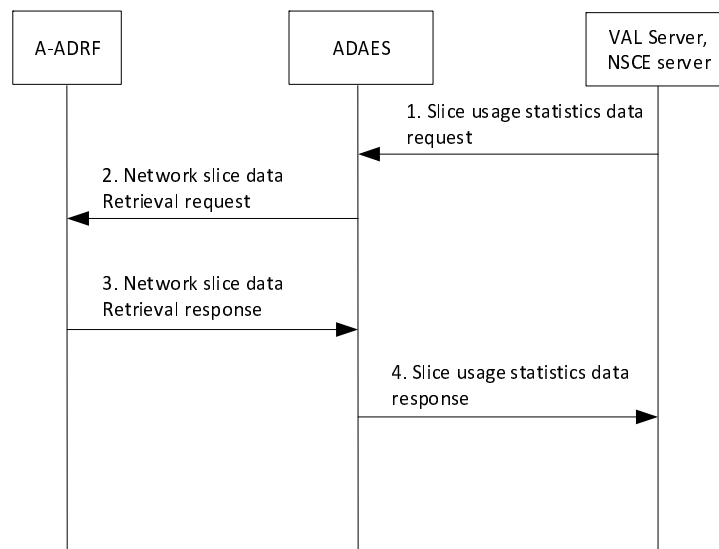 A-ADRF
ADAES
VAL Server,
NSCE server
1. Slice usage statistics data
request
2. Network slice data
Retrieval request
3. Network slice data
Retrieval response
4. Slice usage statistics data
response